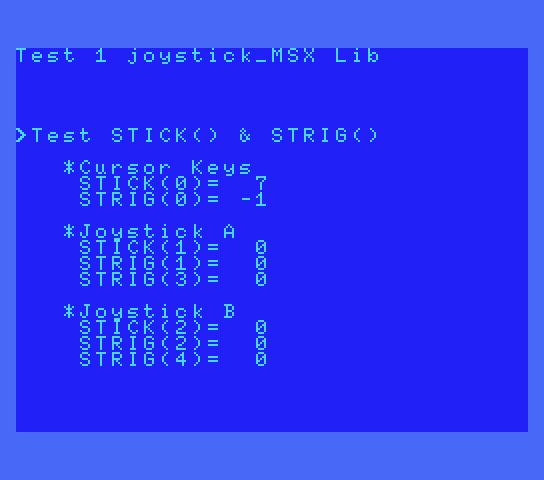 Test 1 joystick_MSX Lib
>Test STICK() & STRIG()
*Cursor Keys
STICK(0)=   7
STRIG(0)=  -1
*Joystick A
STICK(1)=   0
STRIG(1)=   0
STRIG(3)=   0
*Joystick B
STICK(2)=   0
STRIG(2)=   0
STRIG(4)=   0